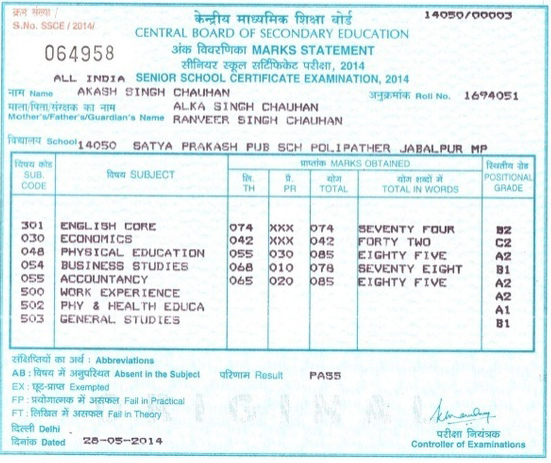 क्रम संख्या /
S.No. SSCE / 2014/
064958
14050/00003
केन्द्रीय माध्यमिक शिक्षा बोर्ड
CENTRAL BOARD OF SECONDARY EDUCATION
अंक विवरणिका MARKS STATEMENT
सीनियर स्कूल सर्टिफिकेट परीक्षा, 2014
ALL INDIA SENIOR SCHOOL CERTIFICATE EXAMINATION, 2014
नाम Name AKASH SINGH CHAUHAN अनुक्रमांक Roll No. 1694051
माता/पिता/संरक्षक का नाम ALKA SINGH CHAUHAN
Mother's/Father's/Guardian's Name RANVEER SINGH CHAUHAN
विद्यालय School 14050 SATYA PRAKASH PUB SCH POLIPATHER JABALPUR MP
विषय कोड विषय SUBJECT प्राप्तांक MARKS OBTAINED स्थितीय ग्रेड
SUB. CODE लि. TH प्रै. PR योग TOTAL योग शब्दों में TOTAL IN WORDS POSITIONAL GRADE
301 ENGLISH CORE 074 XXX 074 SEVENTY FOUR B2
030 ECONOMICS 042 XXX 042 FORTY TWO C2
048 PHYSICAL EDUCATION 055 030 085 EIGHTY FIVE A2
054 BUSINESS STUDIES 068 010 078 SEVENTY EIGHT B1
055 ACCOUNTANCY 065 020 085 EIGHTY FIVE A2
500 WORK EXPERIENCE A2
502 PHY & HEALTH EDUCA A1
503 GENERAL STUDIES B1
संक्षिप्तियों का अर्थ : Abbreviations
AB : विषय में अनुपस्थित Absent in the Subject परिणाम Result PASS
EX : छूट-प्राप्त Exempted
FP : प्रयोगात्मक में असफल Fail in Practical
FT : लिखित में असफल Fail in Theory
दिल्ली Delhi
दिनांक Dated 28-05-2014
परीक्षा नियंत्रक
Controller of Examinations